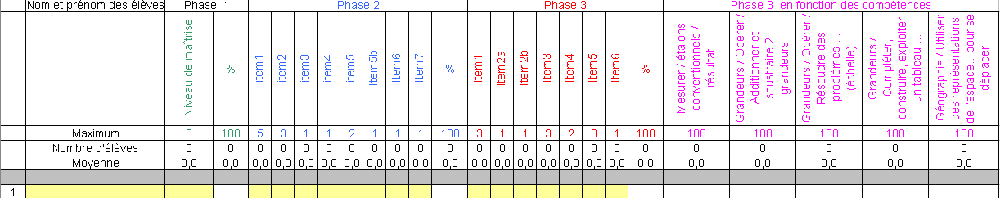 Nom et prénom des élèves Phase 1 Phase 2 Phase 3 Phase 3 en fonction des compétences
Niveau de maîtrise
%
item1
item2
item3
item4
item5
Item5b
Item6
Item7
%
item1
item2a
Item2b
Item3
Item4
Item5
Item6
%
Mesurer / étalons
conventionnels /
résultat
Grandeurs / Opérer /
Additionner et
soustraire 2
grandeurs
Grandeurs / Opérer /
Résoudre des
problèmes ...
(échelle)
Grandeurs /
Compléter,
construire, exploiter
un tableau ...
Géographie / Utiliser
des représentations
de l'espace... pour se
déplacer
Maximum 8 100 5 3 1 1 2 1 1 1 100 3 1 1 3 2 3 1 100 100 100 100 100 100
Nombre d'élèves 0 0 0 0 0 0 0 0 0 0 0 0 0 0 0 0 0 0 0 0 0 0 0 0
Moyenne 0,0 0,0 0,0 0,0 0,0 0,0 0,0 0,0 0,0 0,0 0,0 0,0 0,0 0,0 0,0 0,0 0,0 0,0 0,0 0,0 0,0 0,0 0,0 0,0
1